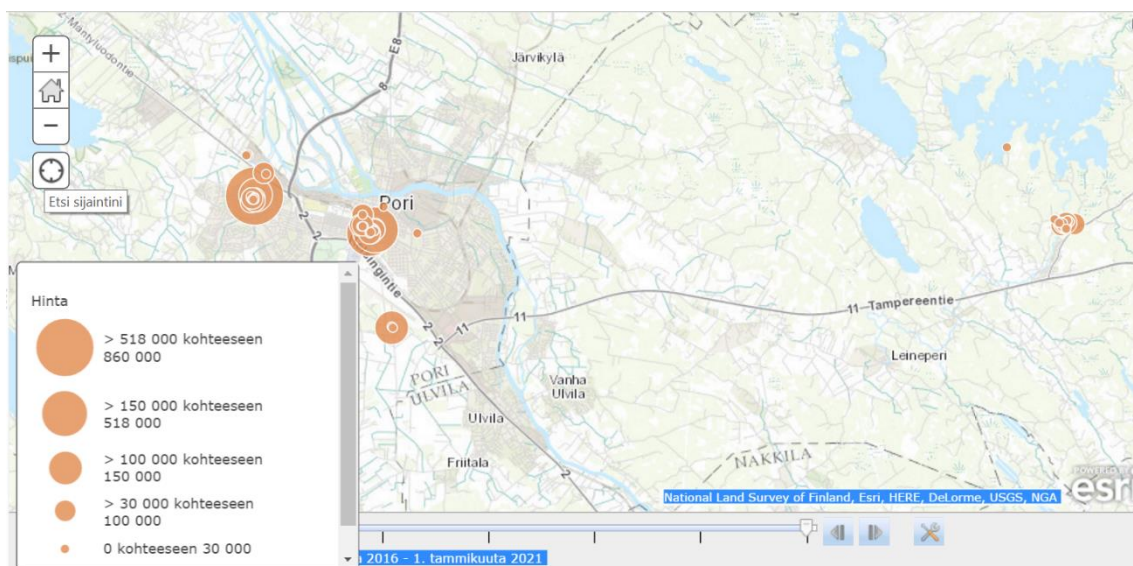 Mäntyluodontie
E8
8
Järvikylä
+
−
Etsi sijaintini
Pori
2
2
11
11
11
Tampereentie
Leineperi
PORI
ULVILA
Vanha
Ulvila
Ulvila
Friitala
2
NAKKILA
Hinta
> 518 000 kohteeseen
860 000
> 150 000 kohteeseen
518 000
> 100 000 kohteeseen
150 000
> 30 000 kohteeseen
100 000
0 kohteeseen 30 000
POWERED BY
esri
National Land Survey of Finland, Esri, HERE, DeLorme, USGS, NGA
2016 - 1. tammikuuta 2021